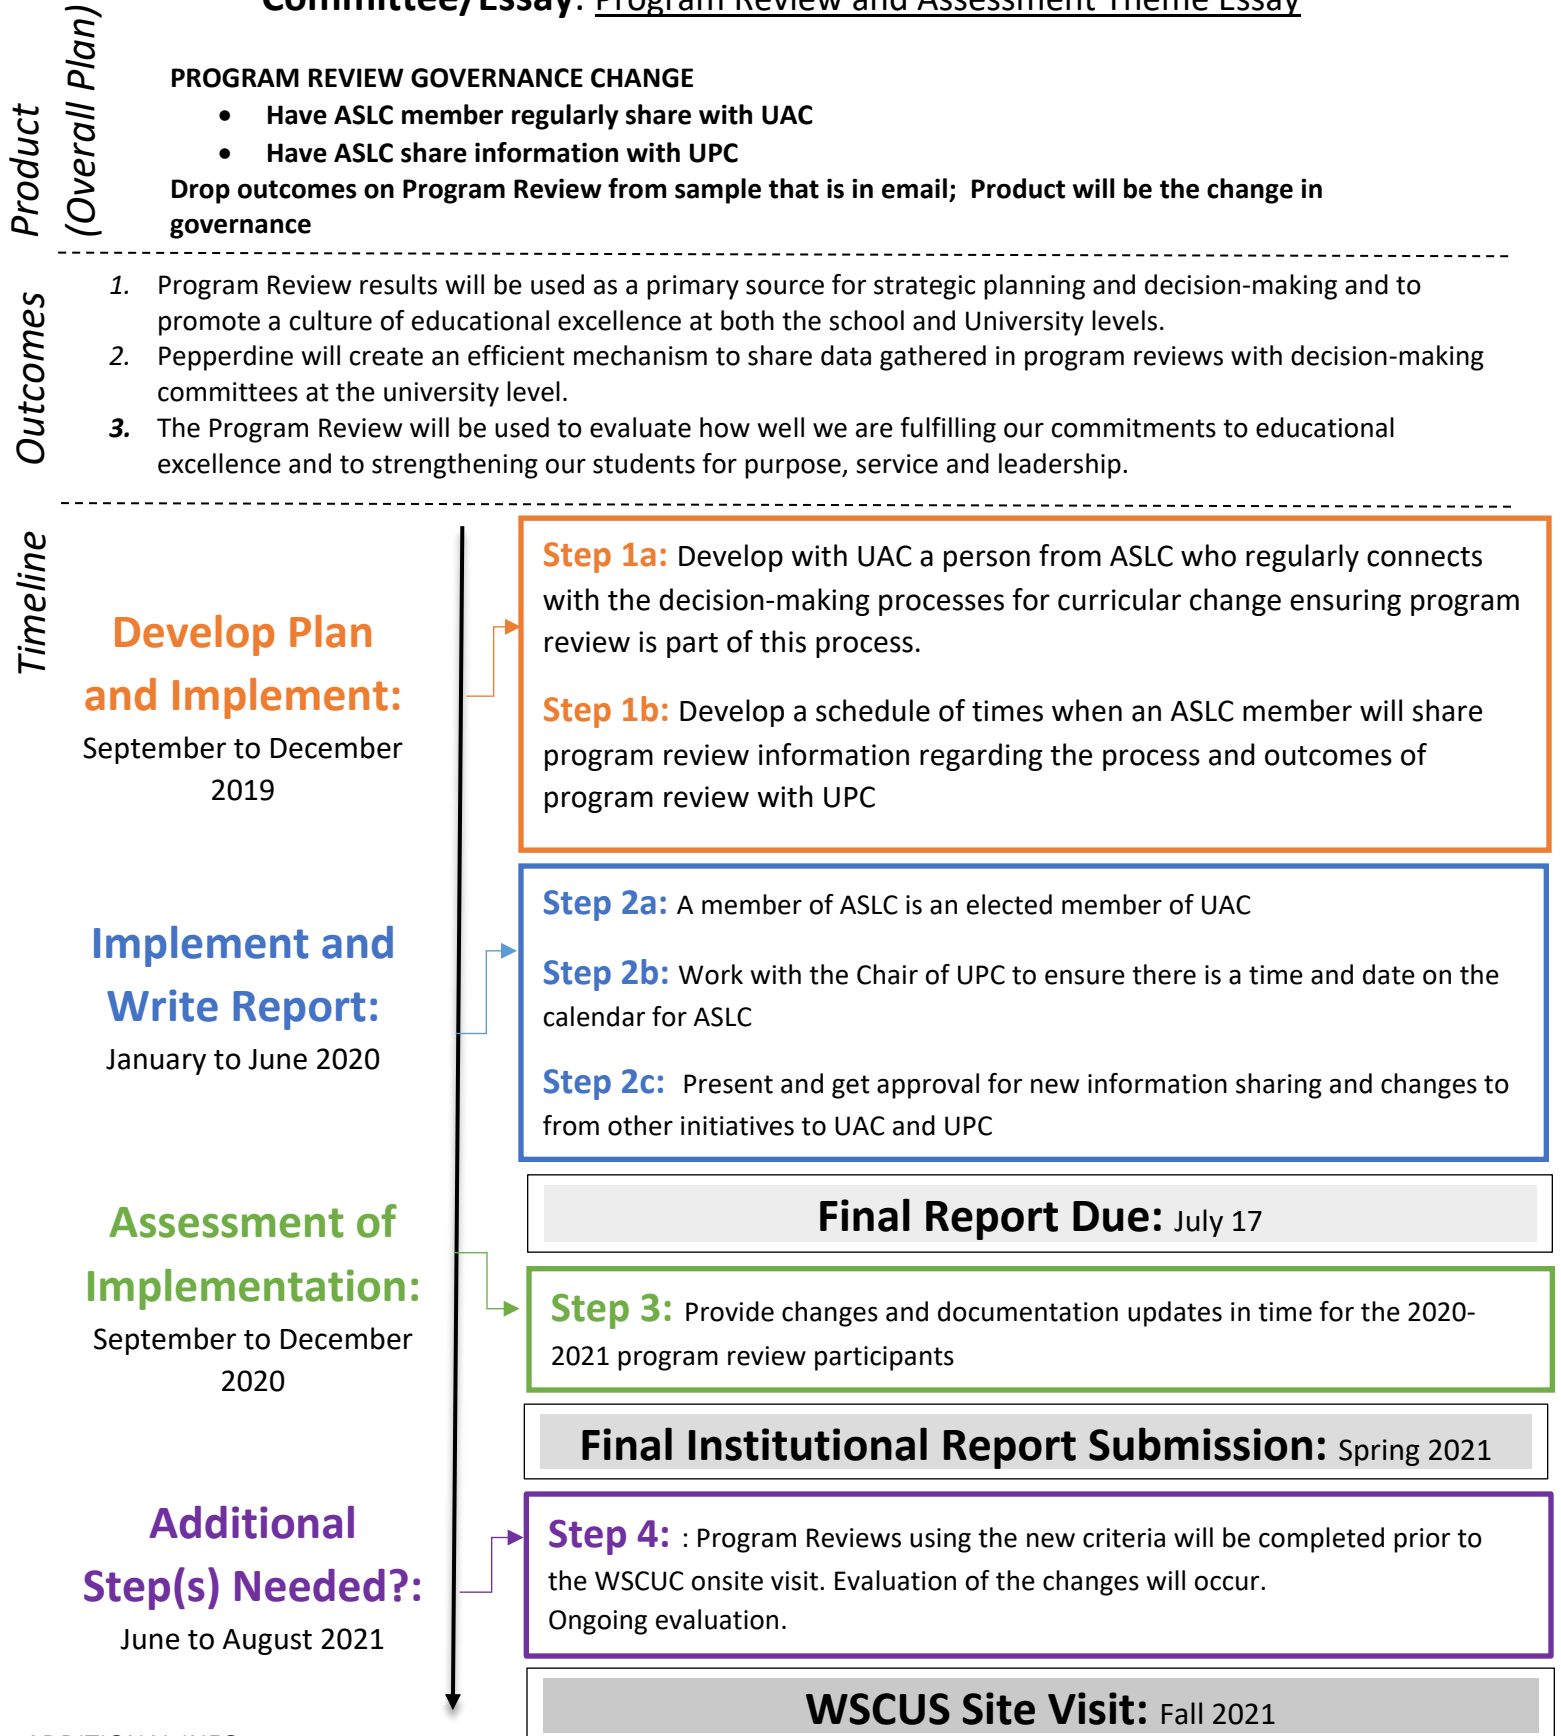 Committee/Essay: Program Review and Assessment Theme Essay
Product
(Overall Plan)
PROGRAM REVIEW GOVERNANCE CHANGE
• Have ASLC member regularly share with UAC
• Have ASLC share information with UPC
Drop outcomes on Program Review from sample that is in email; Product will be the change in
governance
Outcomes
1. Program Review results will be used as a primary source for strategic planning and decision-making and to
promote a culture of educational excellence at both the school and University levels.
2. Pepperdine will create an efficient mechanism to share data gathered in program reviews with decision-making
committees at the university level.
3. The Program Review will be used to evaluate how well we are fulfilling our commitments to educational
excellence and to strengthening our students for purpose, service and leadership.
Timeline
Develop Plan
and Implement:
September to December
2019
Step 1a: Develop with UAC a person from ASLC who regularly connects
with the decision-making processes for curricular change ensuring program
review is part of this process.
Step 1b: Develop a schedule of times when an ASLC member will share
program review information regarding the process and outcomes of
program review with UPC
Implement and
Write Report:
January to June 2020
Step 2a: A member of ASLC is an elected member of UAC
Step 2b: Work with the Chair of UPC to ensure there is a time and date on the
calendar for ASLC
Step 2c: Present and get approval for new information sharing and changes to
from other initiatives to UAC and UPC
Final Report Due: July 17
Assessment of
Implementation:
September to December
2020
Step 3: Provide changes and documentation updates in time for the 2020-
2021 program review participants
Final Institutional Report Submission: Spring 2021
Additional
Step(s) Needed?:
June to August 2021
Step 4: : Program Reviews using the new criteria will be completed prior to
the WSCUC onsite visit. Evaluation of the changes will occur.
Ongoing evaluation.
WSCUS Site Visit: Fall 2021